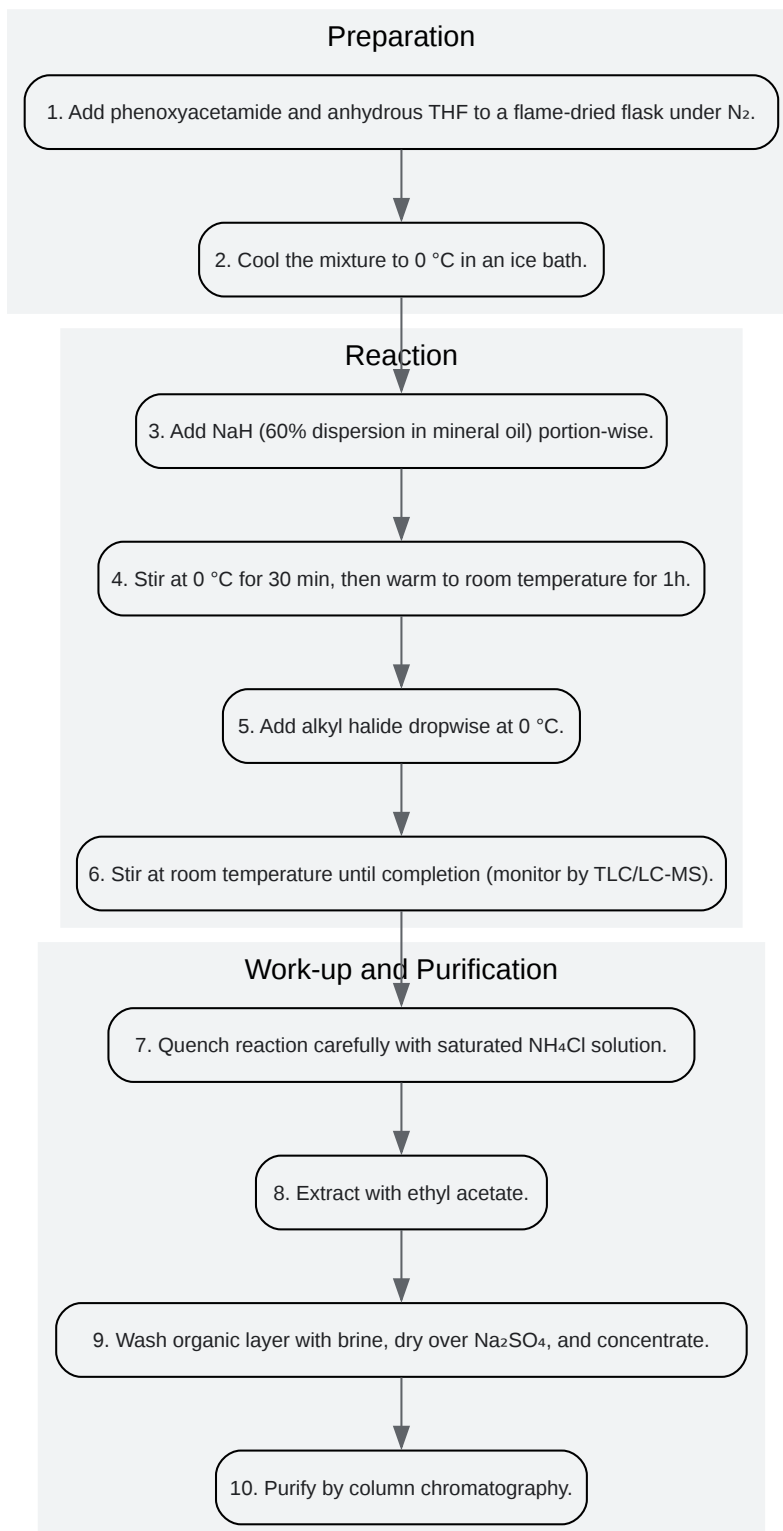 Preparation
1. Add phenoxyacetamide and anhydrous THF to a flame-dried flask under N₂.
2. Cool the mixture to 0 °C in an ice bath.
Reaction
3. Add NaH (60% dispersion in mineral oil) portion-wise.
4. Stir at 0 °C for 30 min, then warm to room temperature for 1h.
5. Add alkyl halide dropwise at 0 °C.
6. Stir at room temperature until completion (monitor by TLC/LC-MS).
Work-up and Purification
7. Quench reaction carefully with saturated NH₄Cl solution.
8. Extract with ethyl acetate.
9. Wash organic layer with brine, dry over Na₂SO₄, and concentrate.
10. Purify by column chromatography.